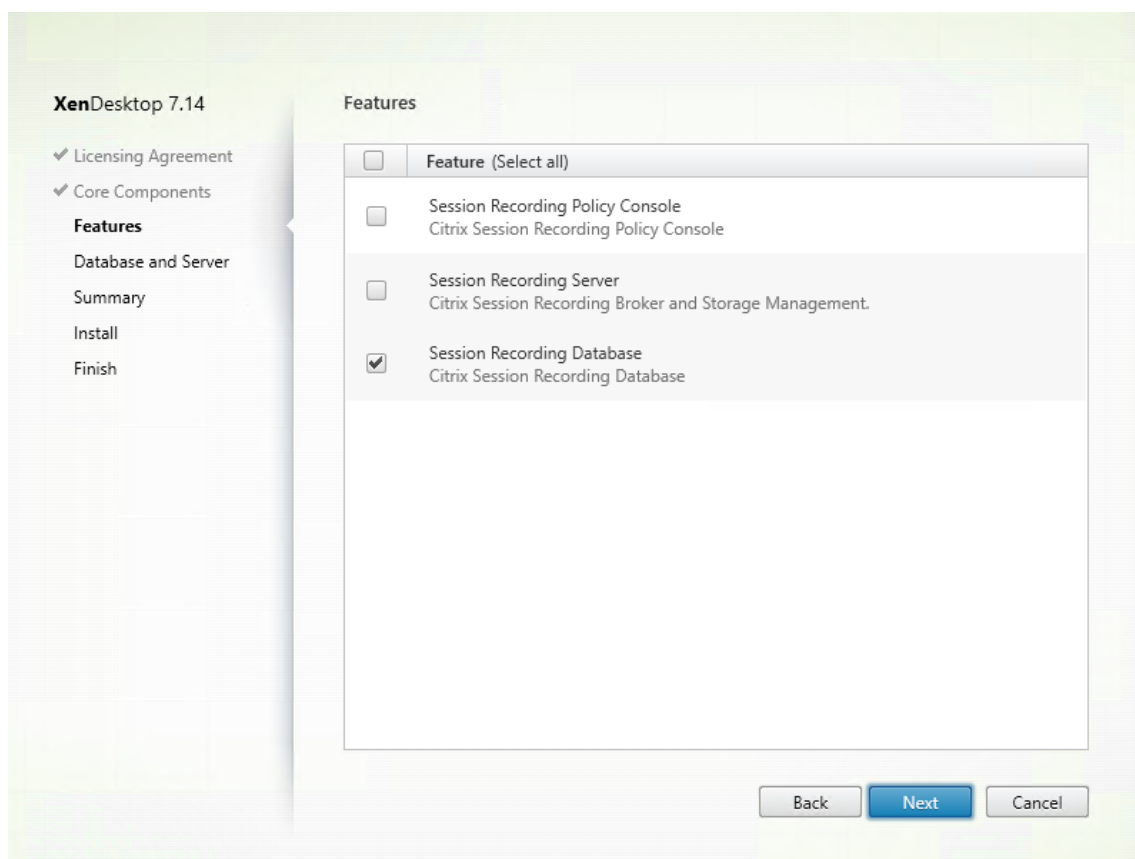 XenDesktop 7.14
Licensing Agreement
Core Components
Features
Database and Server
Summary
Install
Finish
Features
Feature (Select all)
Session Recording Policy Console
Citrix Session Recording Policy Console
Session Recording Server
Citrix Session Recording Broker and Storage Management.
Session Recording Database
Citrix Session Recording Database
Back
Next
Cancel